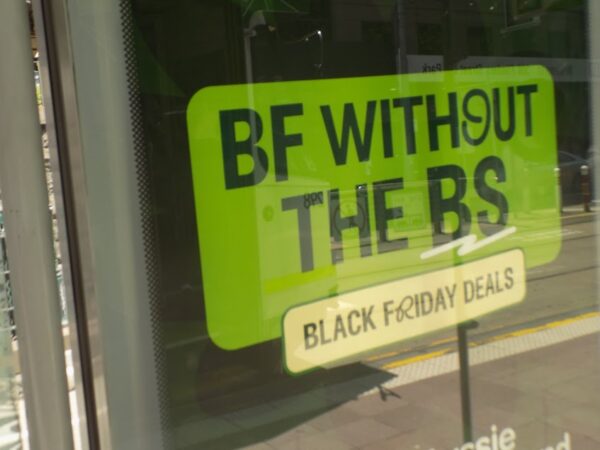 BF WITHOUT
THE BS
BLACK FRIDAY DEALS